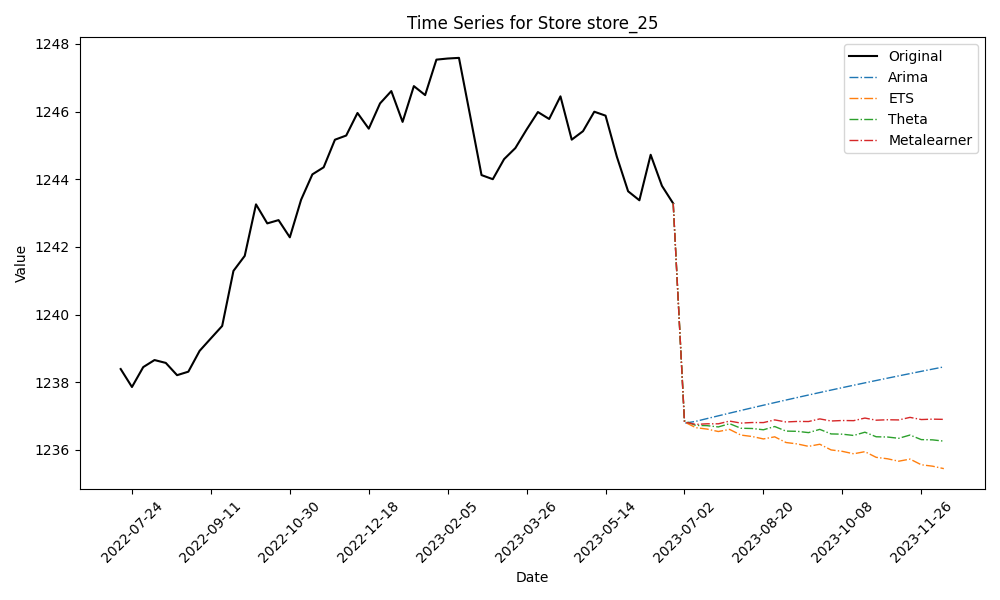 Time Series for Store store_25
Value
1248
1246
1244
1242
1240
1238
1236
Original
Arima
ETS
Theta
Metalearner
2022-07-24
2022-09-11
2022-10-30
2022-12-18
2023-02-05
2023-03-26
2023-05-14
2023-07-02
2023-08-20
2023-10-08
2023-11-26
Date